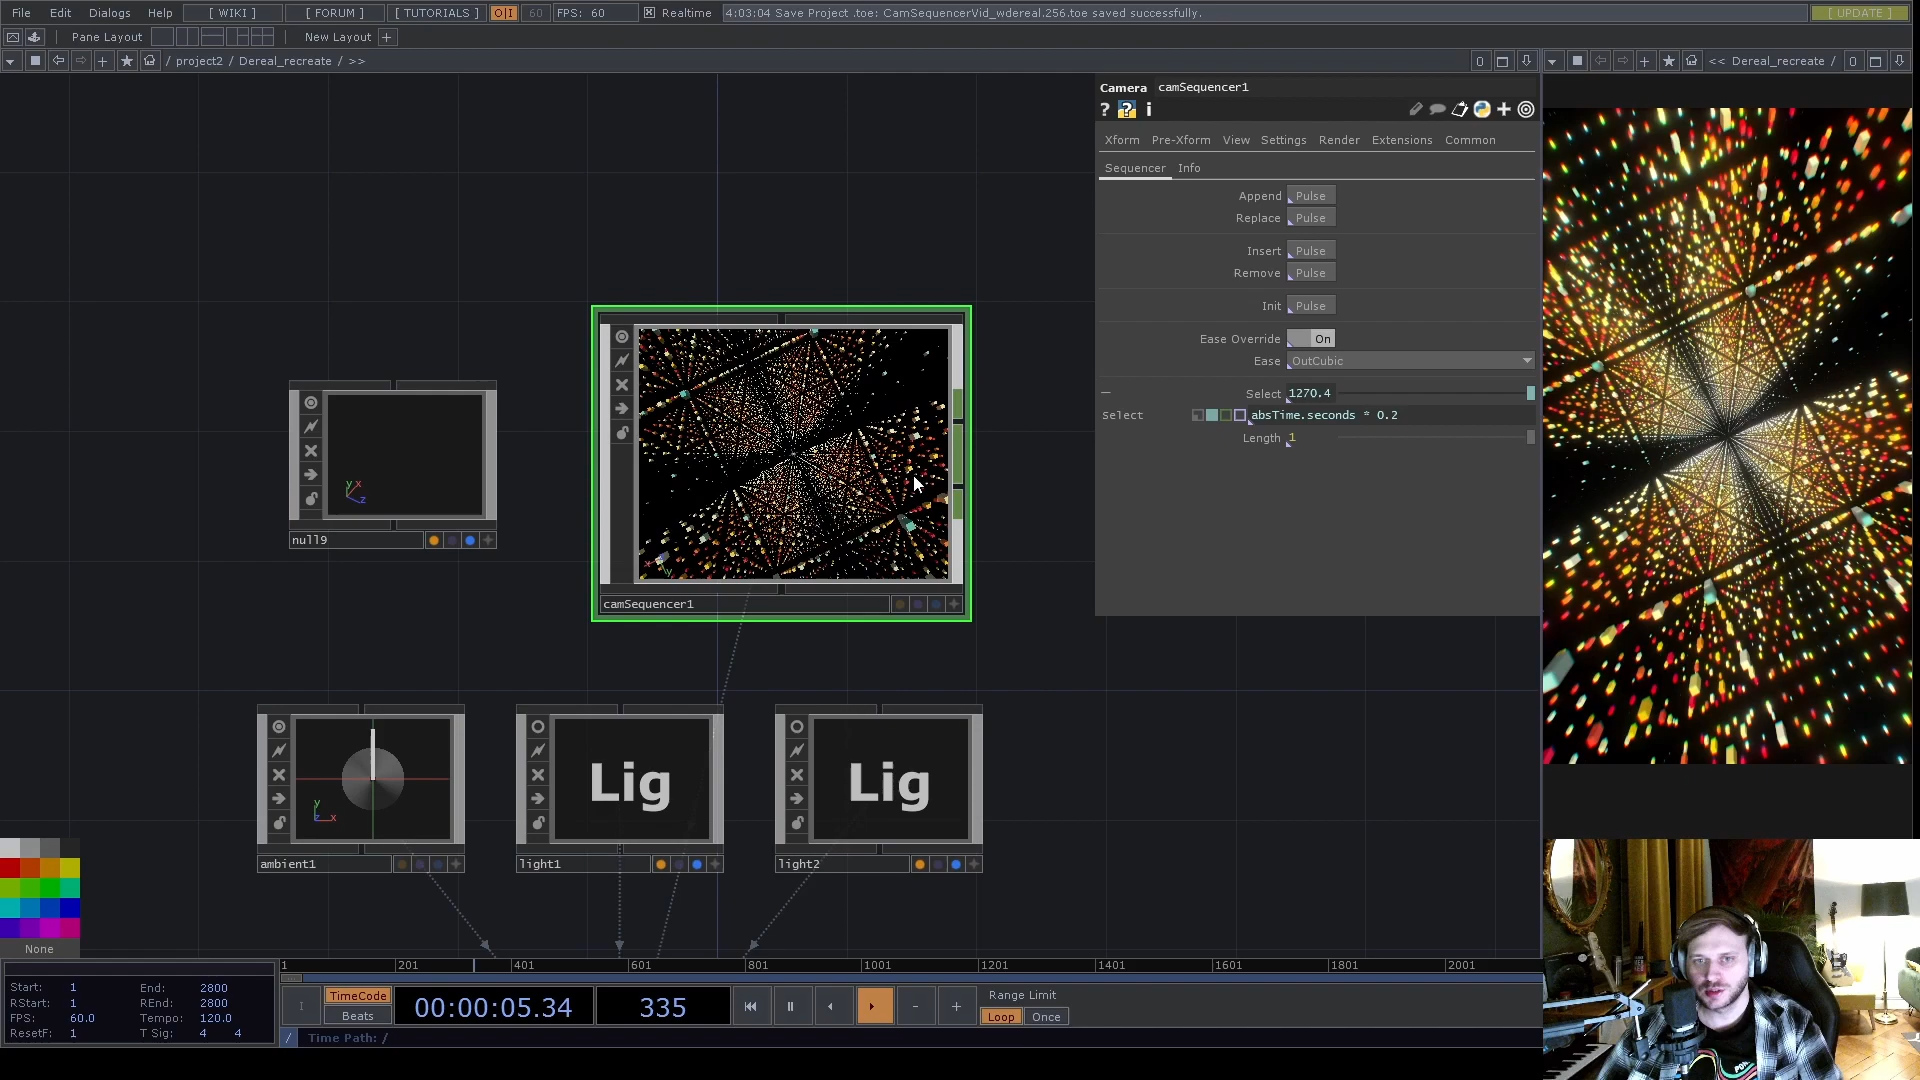 File Edit Dialogs Help [ WIKI ] [ FORUM ] [ TUTORIALS ] O|I 60 FPS: 60 Realtime 4:03:04 Save Project .toe: CamSequencerVid_wdereal.256.toe saved successfully. [ UPDATE ]
Pane Layout New Layout +
/ project2 / Dereal_recreate / >> 0 << Dereal_recreate / 0
Camera camSequencer1
? ? i
Xform Pre-Xform View Settings Render Extensions Common
Sequencer Info
Append Pulse
Replace Pulse
Insert Pulse
Remove Pulse
Init Pulse
Ease Override On
Ease OutCubic
Select 1270.4
Select absTime.seconds * 0.2
Length 1
y x
z
null9
camSequencer1
Lig
Lig
y
z x
ambient1
light1
light2
None
1 201 401 601 801 1001 1201 1401 1601 1801 2001
Start: 1 End: 2800
RStart: 1 REnd: 2800
FPS: 60.0 Tempo: 120.0
ResetF: 1 T Sig: 4 4
TimeCode
Beats
00:00:05.34
335
Range Limit
Loop Once
/ Time Path: /